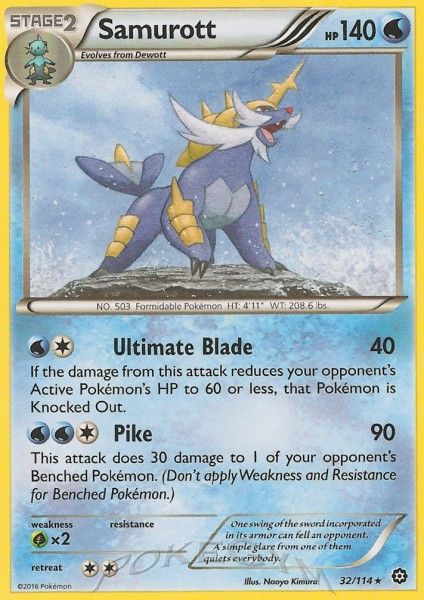 STAGE2 Samurott HP 140
Evolves from Dewott
NO. 503 Formidable Pokémon HT: 4'11" WT: 208.6 lbs.
Ultimate Blade 40
If the damage from this attack reduces your opponent's
Active Pokémon's HP to 60 or less, that Pokémon is
Knocked Out.
Pike 90
This attack does 30 damage to 1 of your opponent's
Benched Pokémon. (Don't apply Weakness and Resistance
for Benched Pokémon.)
weakness resistance
×2
retreat
One swing of the sword incorporated
in its armor can fell an opponent.
A simple glare from one of them
quiets everybody.
©2016 Pokémon
Illus. Naoyo Kimura 32/114